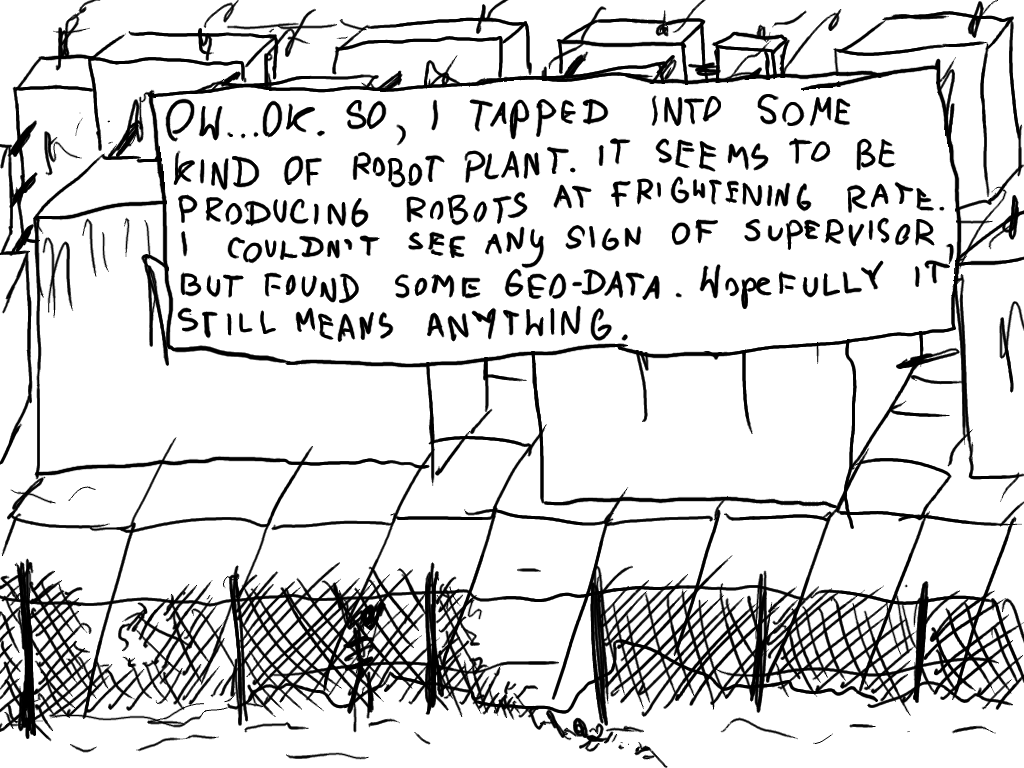 OW...OK. SO, I TAPPED INTO SOME
KIND OF ROBOT PLANT. IT SEEMS TO BE
PRODUCING ROBOTS AT FRIGHTENING RATE.
I COULDN'T SEE ANY SIGN OF SUPERVISOR,
BUT FOUND SOME GEO-DATA. HOPEFULLY IT
STILL MEANS ANYTHING.